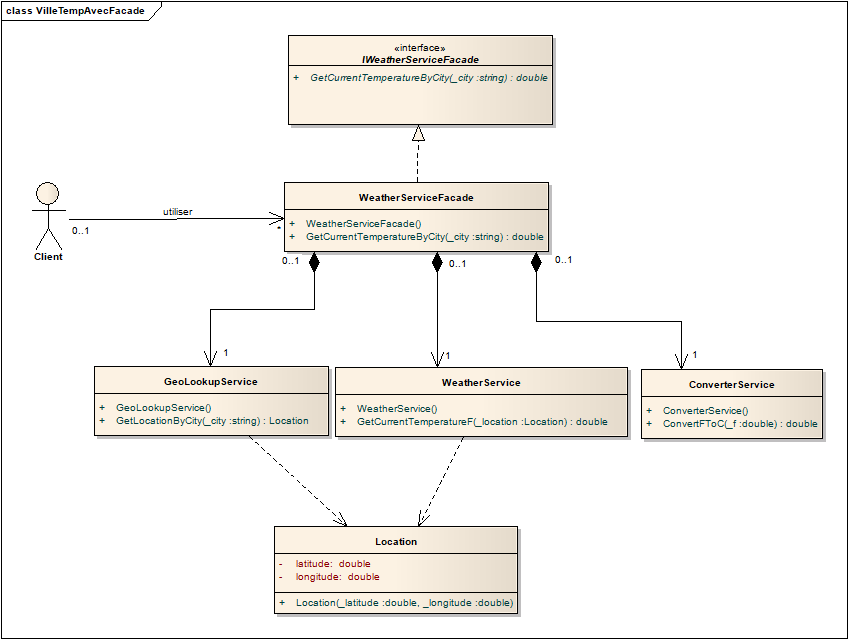 class VilleTempAvecFacade
«interface»
IWeatherServiceFacade
+ GetCurrentTemperatureByCity(_city :string) : double
WeatherServiceFacade
+ WeatherServiceFacade()
+ GetCurrentTemperatureByCity(_city :string) : double
utiliser
0..1
*
Client
0..1
0..1
0..1
1
1
1
GeoLookupService
+ GeoLookupService()
+ GetLocationByCity(_city :string) : Location
WeatherService
+ WeatherService()
+ GetCurrentTemperatureF(_location :Location) : double
ConverterService
+ ConverterService()
+ ConvertFToC(_f :double) : double
Location
- latitude: double
- longitude: double
+ Location(_latitude :double, _longitude :double)